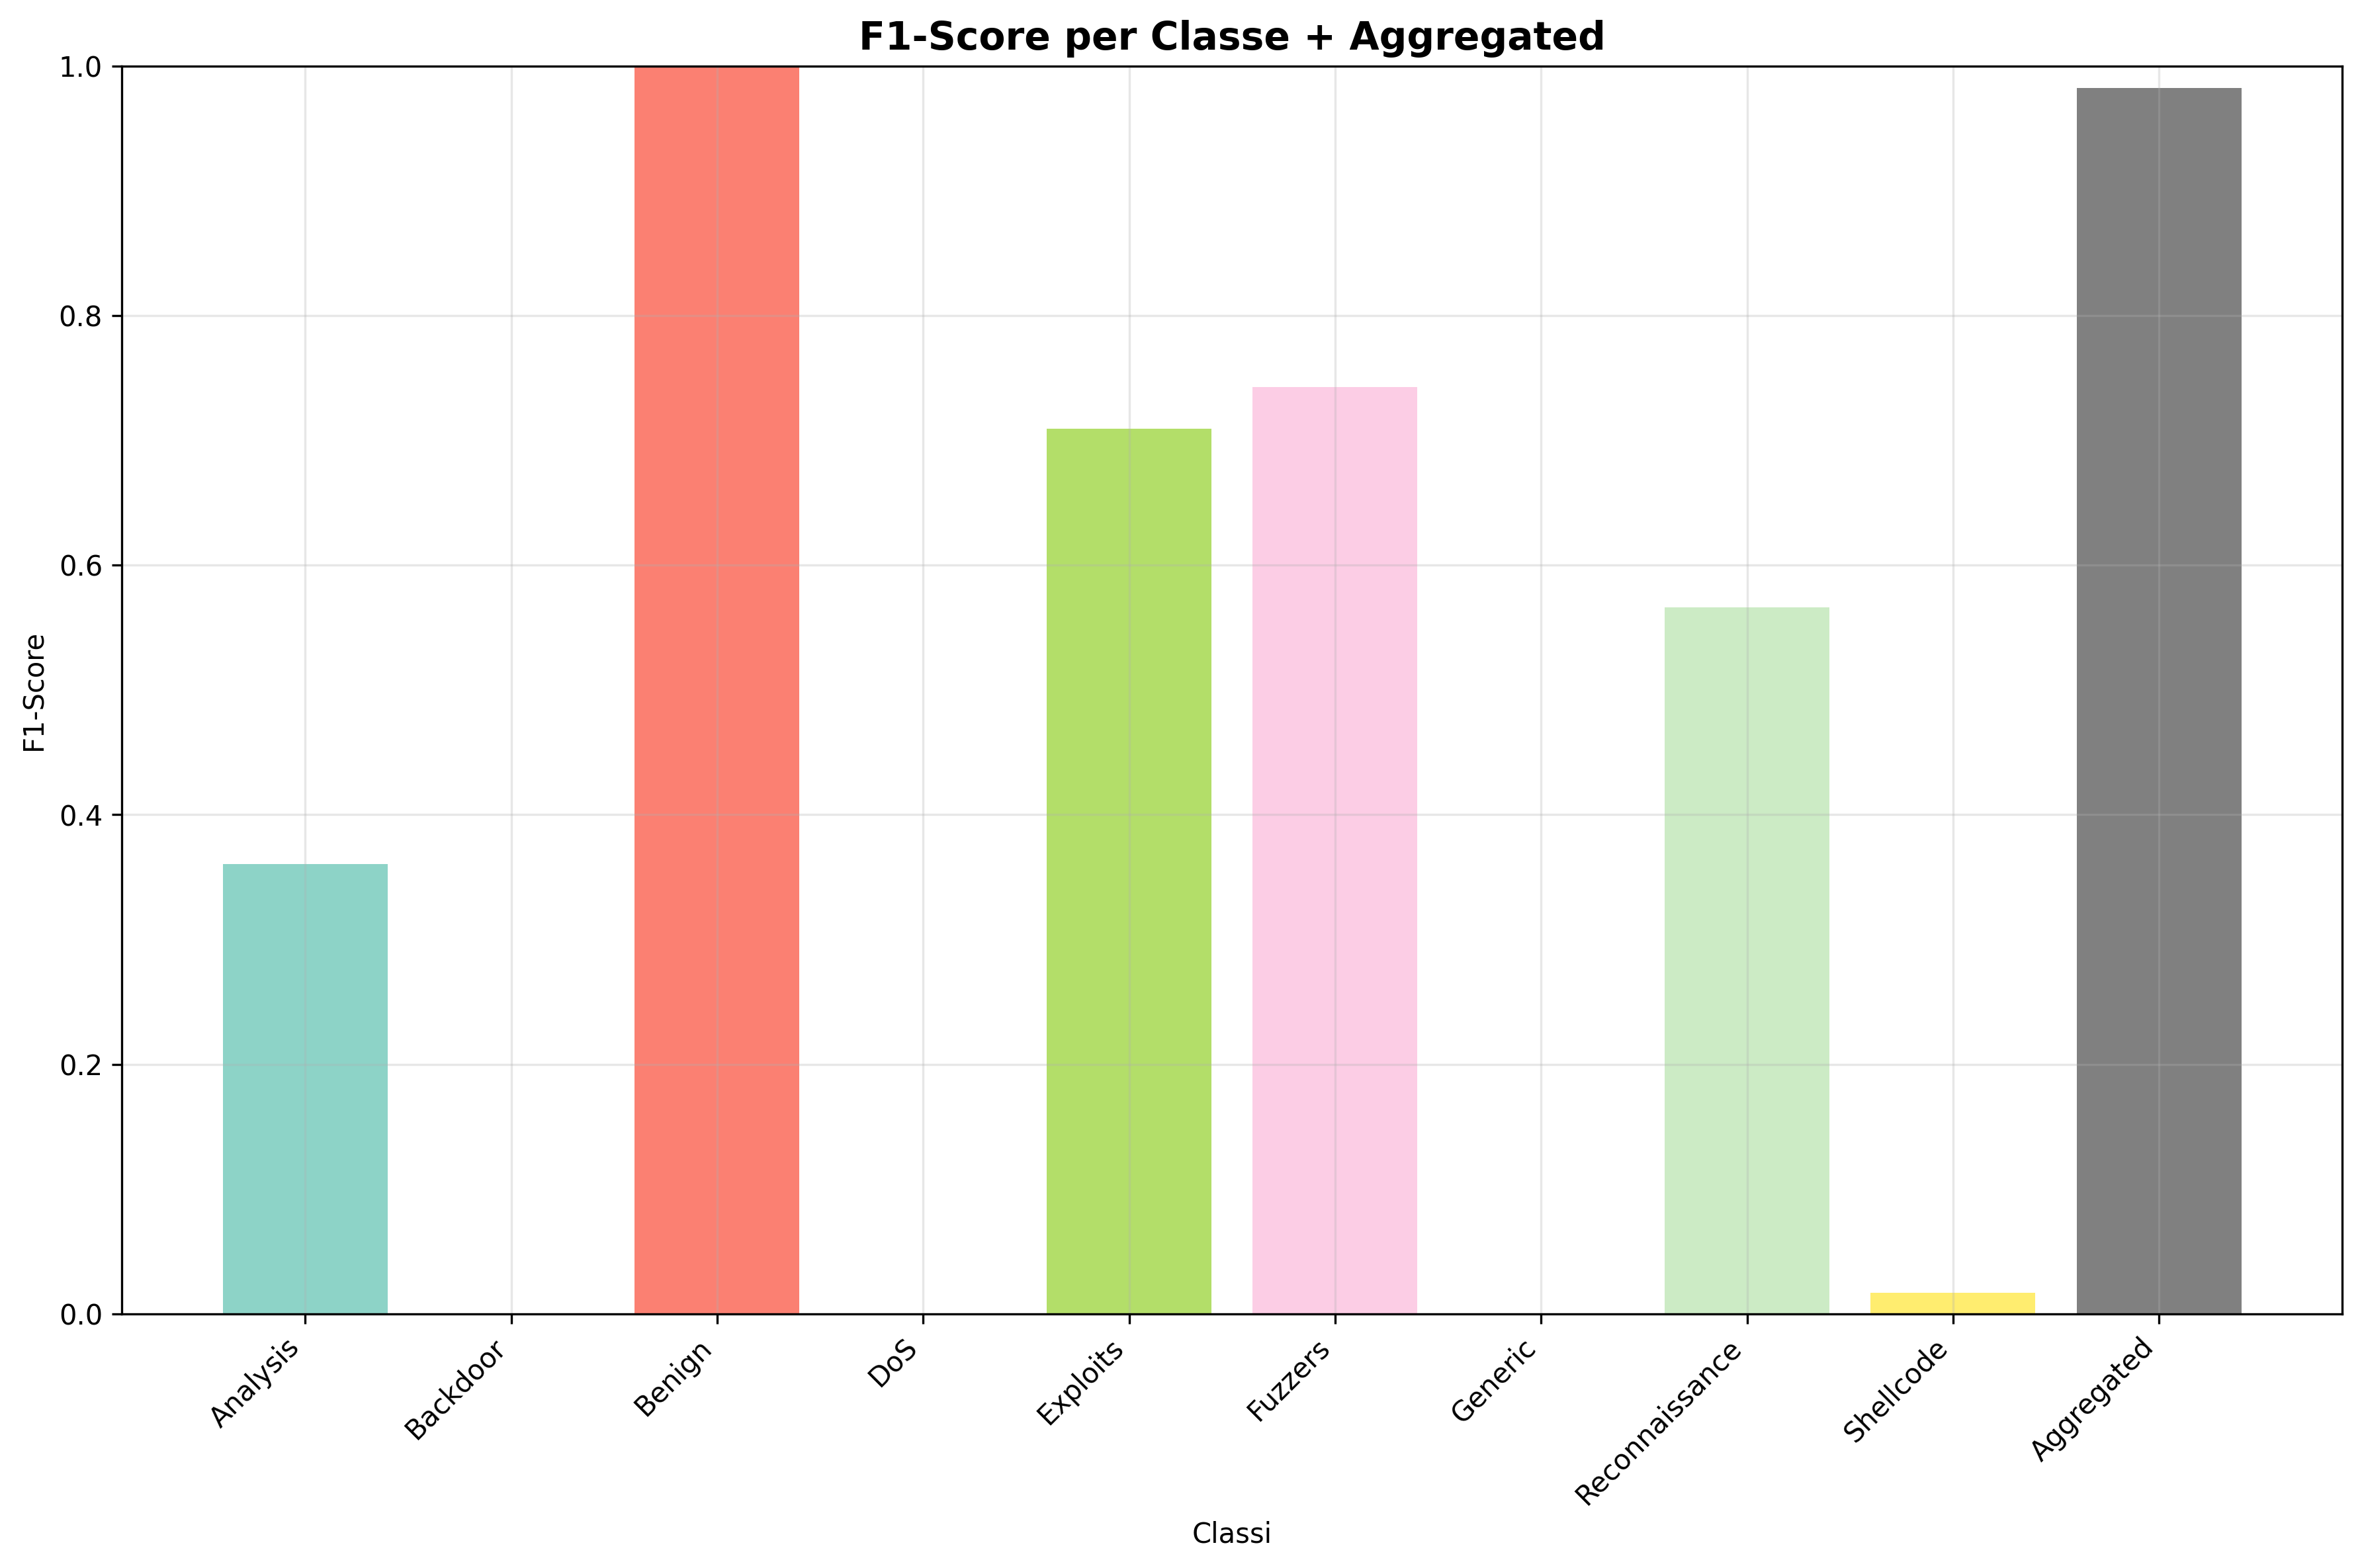 F1-Score per Classe + Aggregated
1.0
0.8
0.6
0.4
0.2
0.0
F1-Score
Analysis
Backdoor
Benign
DoS
Exploits
Fuzzers
Generic
Reconnaissance
Shellcode
Aggregated
Classi